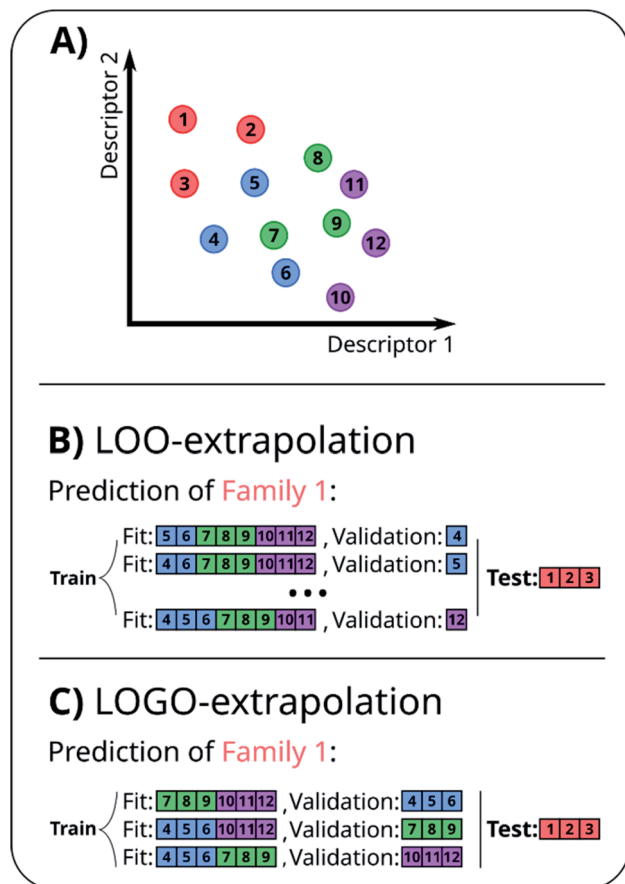 A)
Descriptor 2
1
2
8
3
5
11
4
7
9
12
6
10
Descriptor 1
B) LOO-extrapolation
Prediction of Family 1:
Fit: 5 6 7 8 9 10 11 12 , Validation: 4
Fit: 4 6 7 8 9 10 11 12 , Validation: 5
Train
Test: 1 2 3
...
Fit: 4 5 6 7 8 9 10 11 , Validation: 12
C) LOGO-extrapolation
Prediction of Family 1:
Fit: 7 8 9 10 11 12 , Validation: 4 5 6
Train Fit: 4 5 6 10 11 12 , Validation: 7 8 9 Test: 1 2 3
Fit: 4 5 6 7 8 9 , Validation: 10 11 12